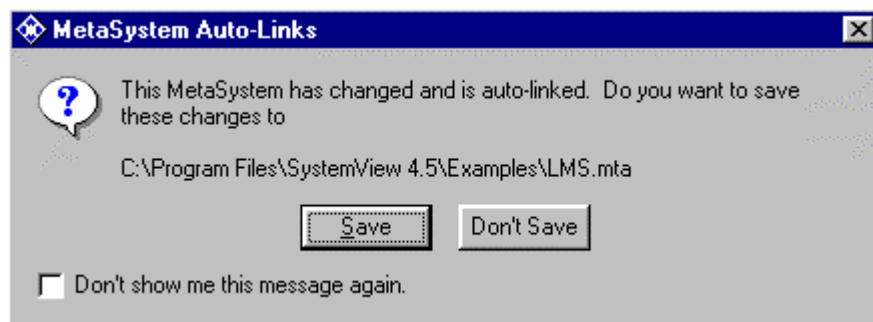 MetaSystem Auto-Links
This MetaSystem has changed and is auto-linked. Do you want to save
these changes to
C:\Program Files\SystemView 4.5\Examples\LMS.mta
Save Don't Save
Don't show me this message again.